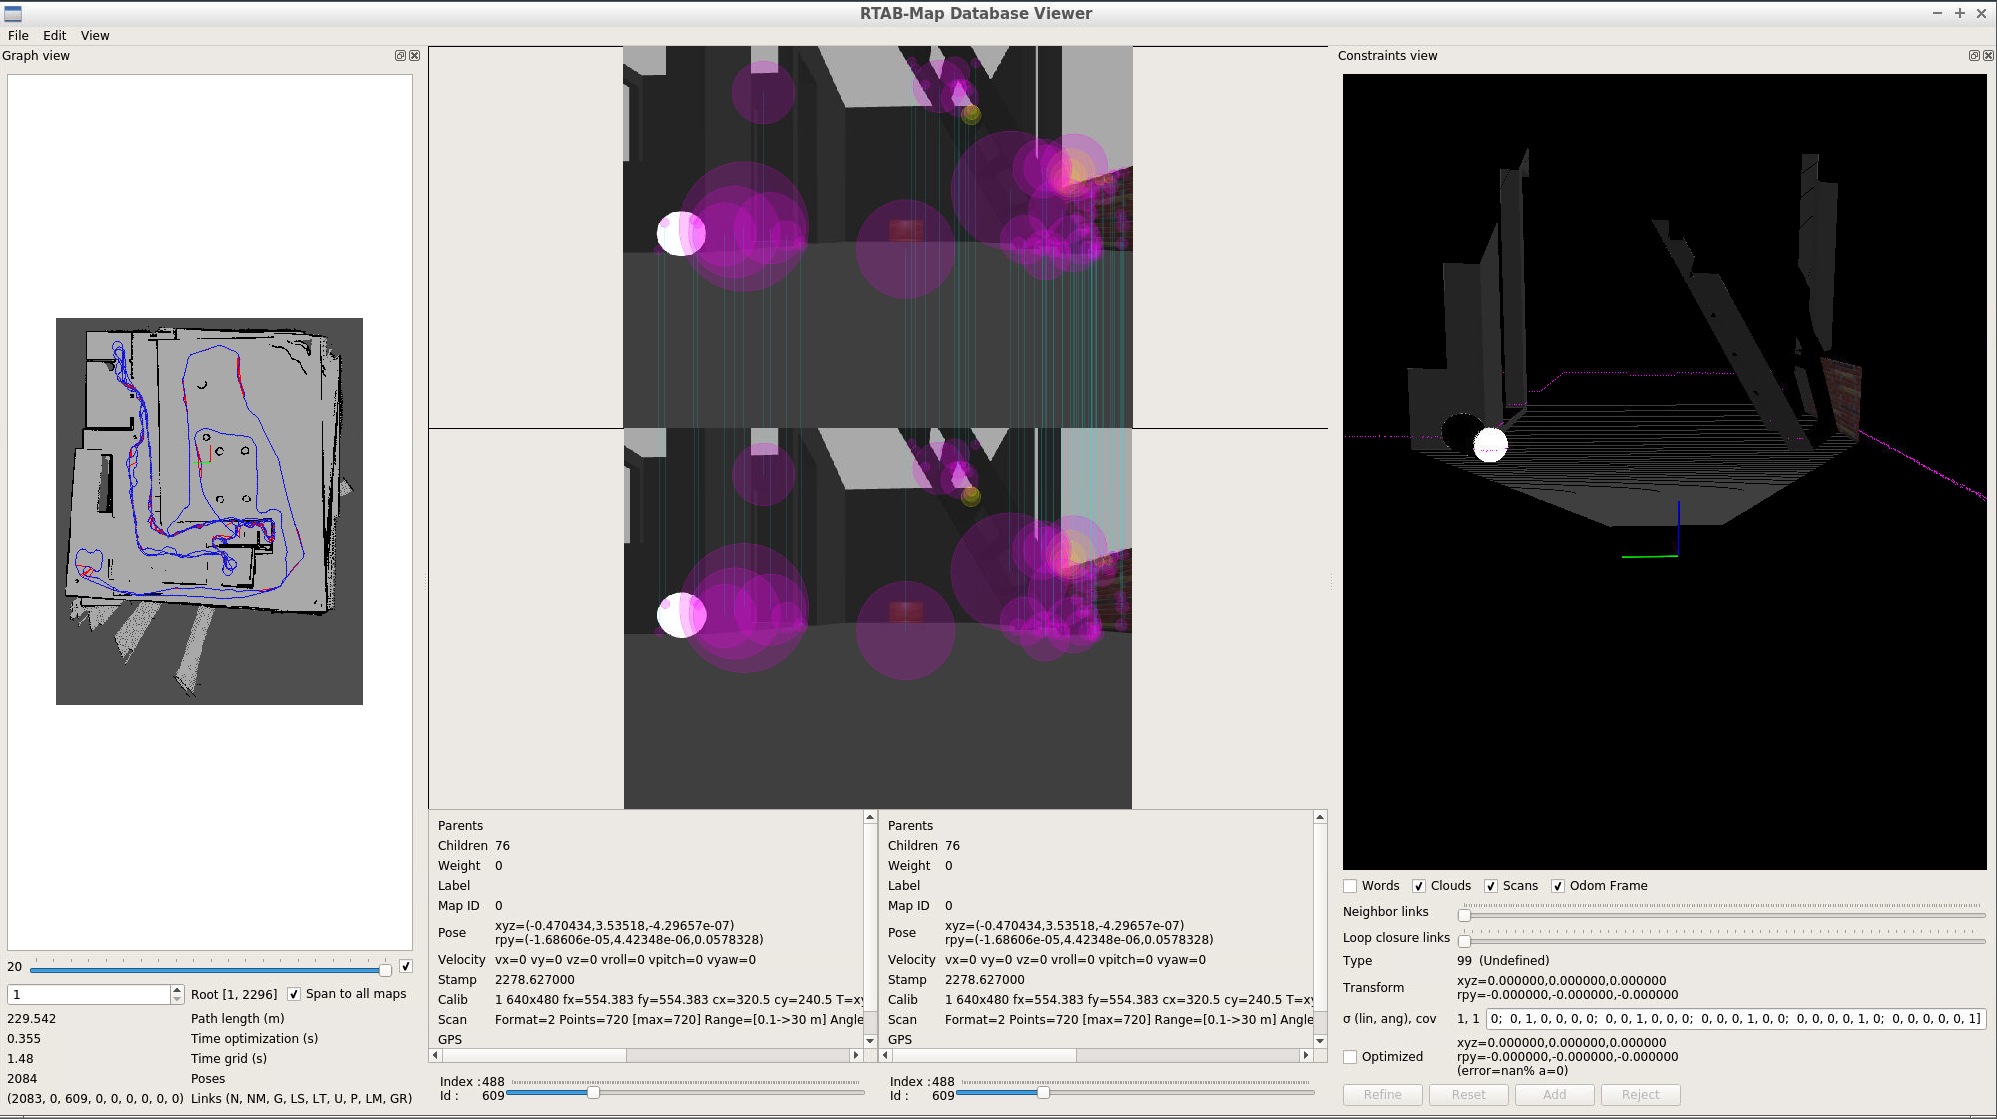 RTAB-Map Database Viewer
File Edit View
Graph view
Constraints view
20
1 Root [1, 2296] Span to all maps
229.542 Path length (m)
0.355 Time optimization (s)
1.48 Time grid (s)
2084 Poses
(2083, 0, 609, 0, 0, 0, 0, 0, 0) Links (N, NM, G, LS, LT, U, P, LM, GR)
Parents
Children 76
Weight 0
Label
Map ID 0
Pose xyz=(-0.470434,3.53518,-4.29657e-07)
rpy=(-1.68606e-05,4.42348e-06,0.0578328)
Velocity vx=0 vy=0 vz=0 vroll=0 vpitch=0 vyaw=0
Stamp 2278.627000
Calib 1 640x480 fx=554.383 fy=554.383 cx=320.5 cy=240.5 T=xy
Scan Format=2 Points=720 [max=720] Range=[0.1->30 m] Angle
GPS
Index : 488
Id : 609
Parents
Children 76
Weight 0
Label
Map ID 0
Pose xyz=(-0.470434,3.53518,-4.29657e-07)
rpy=(-1.68606e-05,4.42348e-06,0.0578328)
Velocity vx=0 vy=0 vz=0 vroll=0 vpitch=0 vyaw=0
Stamp 2278.627000
Calib 1 640x480 fx=554.383 fy=554.383 cx=320.5 cy=240.5 T=xy
Scan Format=2 Points=720 [max=720] Range=[0.1->30 m] Angle
GPS
Index : 488
Id : 609
Words Clouds Scans Odom Frame
Neighbor links
Loop closure links
Type 99 (Undefined)
Transform xyz=0.000000,0.000000,0.000000
rpy=-0.000000,-0.000000,-0.000000
σ (lin, ang), cov 1, 1 0; 0, 1, 0, 0, 0, 0; 0, 0, 1, 0, 0, 0; 0, 0, 0, 1, 0, 0; 0, 0, 0, 0, 1, 0; 0, 0, 0, 0, 0, 1]
Optimized xyz=0.000000,0.000000,0.000000
rpy=-0.000000,-0.000000,-0.000000
(error=nan% a=0)
Refine Reset Add Reject